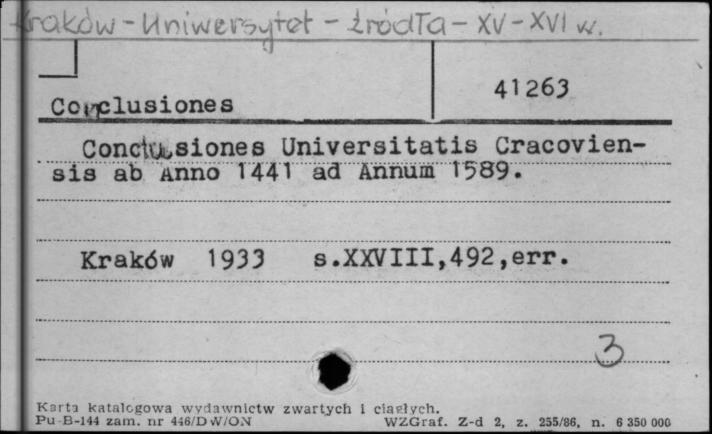 Kraków - Uniwersytet - źródła - XV - XVI w.
41263
Conclusiones
Conclusiones Universitatis Cracovien-
sis ab Anno 1441 ad Annum 1589.
Kraków 1933 s.XXVIII,492,err.
3
Karta katalogowa wydawnictw zwartych i ciągłych.
Pu-B-144 zam. nr 446/DW/ON WZGraf. Z-d 2, z. 255/86, n. 6 350 000